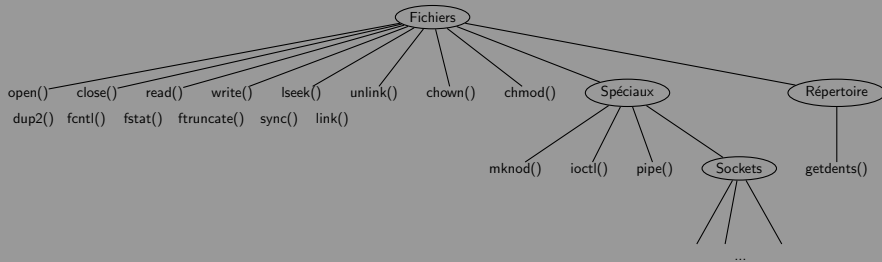 Fichiers
open() close() read() write() lseek() unlink() chown() chmod() Spéciaux Répertoire
dup2() fcntl() fstat() ftruncate() sync() link()
mknod() ioctl() pipe() Sockets getdents()
...